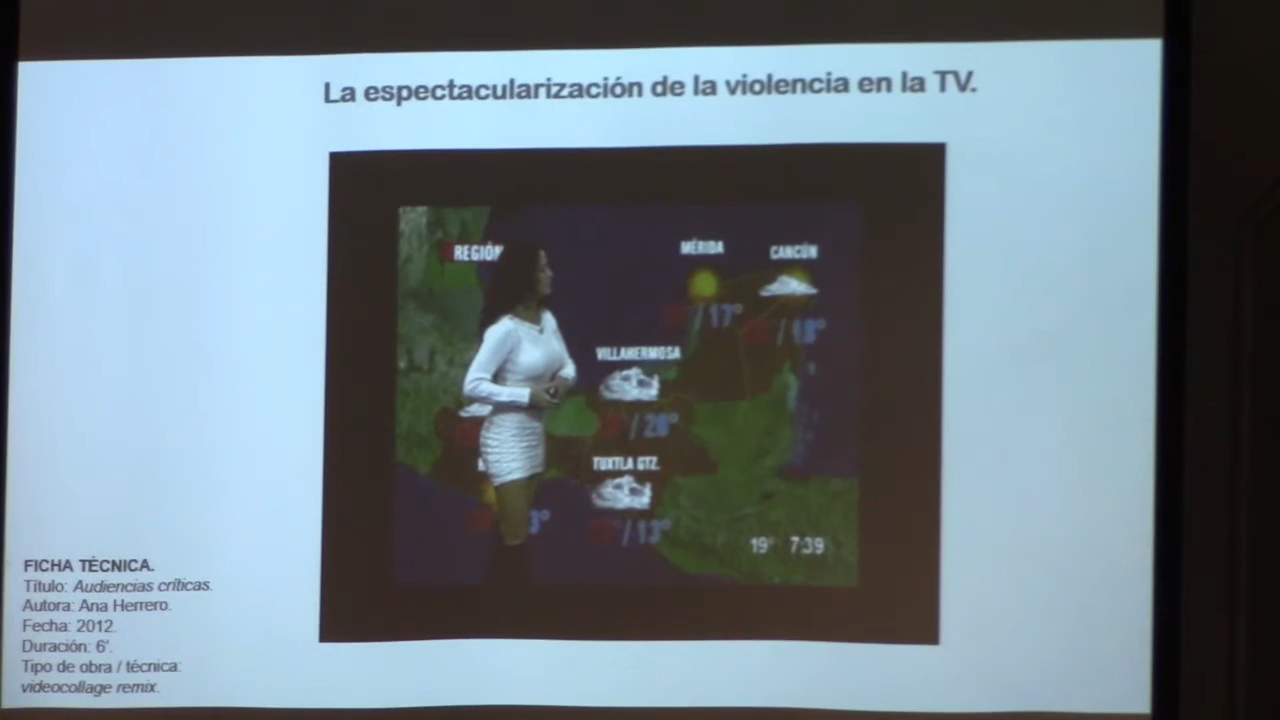 La espectacularización de la violencia en la TV.
REGIÓN
MÉRIDA
CANCÚN
/ 17°
/ 18°
VILLAHERMOSA
/ 20°
TUXTLA GTZ.
3°
/ 13°
19° 7:39
FICHA TÉCNICA.
Título: Audiencias críticas.
Autora: Ana Herrero.
Fecha: 2012.
Duración: 6'.
Tipo de obra / técnica:
videocollage remix.